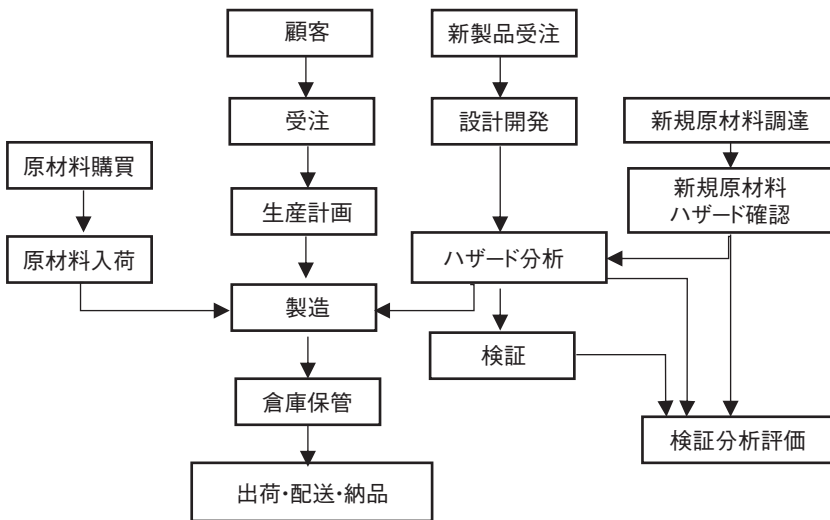 顧客
新製品受注
受注
設計開発
新規原材料調達
原材料購買
生産計画
新規原材料
ハザード確認
原材料入荷
ハザード分析
製造
検証
倉庫保管
検証分析評価
出荷・配送・納品